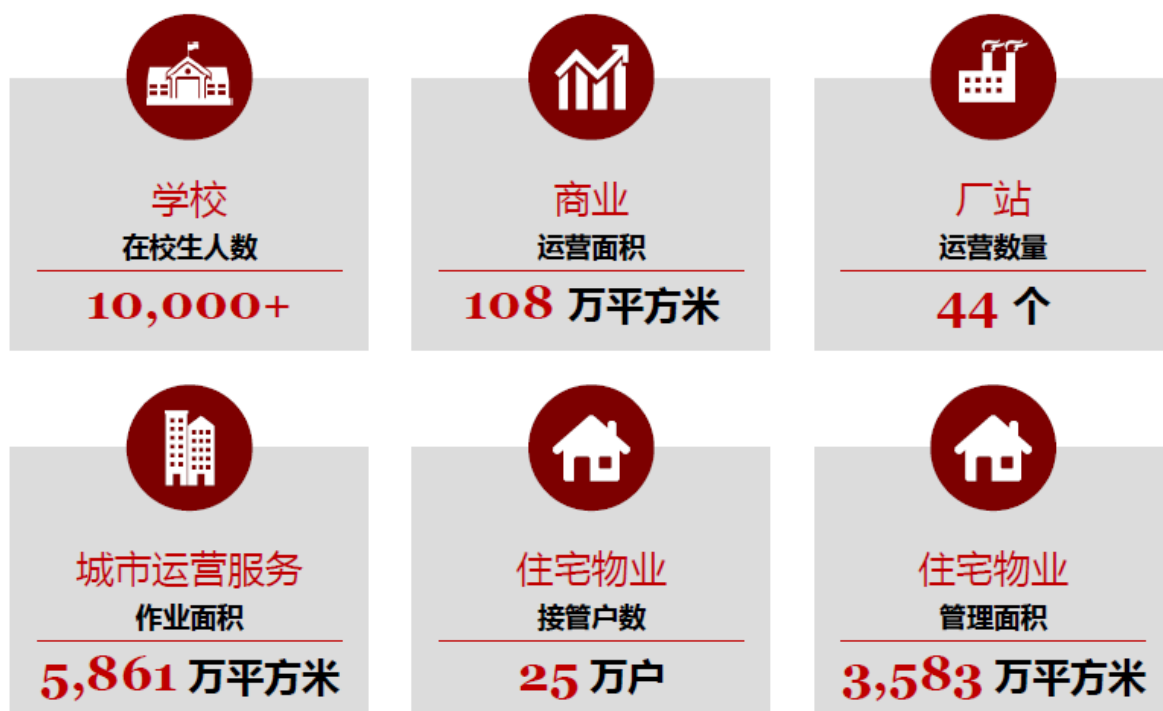 学校
在校生人数
10,000+
商业
运营面积
108 万平方米
厂站
运营数量
44 个
城市运营服务
作业面积
5,861 万平方米
住宅物业
接管户数
25 万户
住宅物业
管理面积
3,583 万平方米